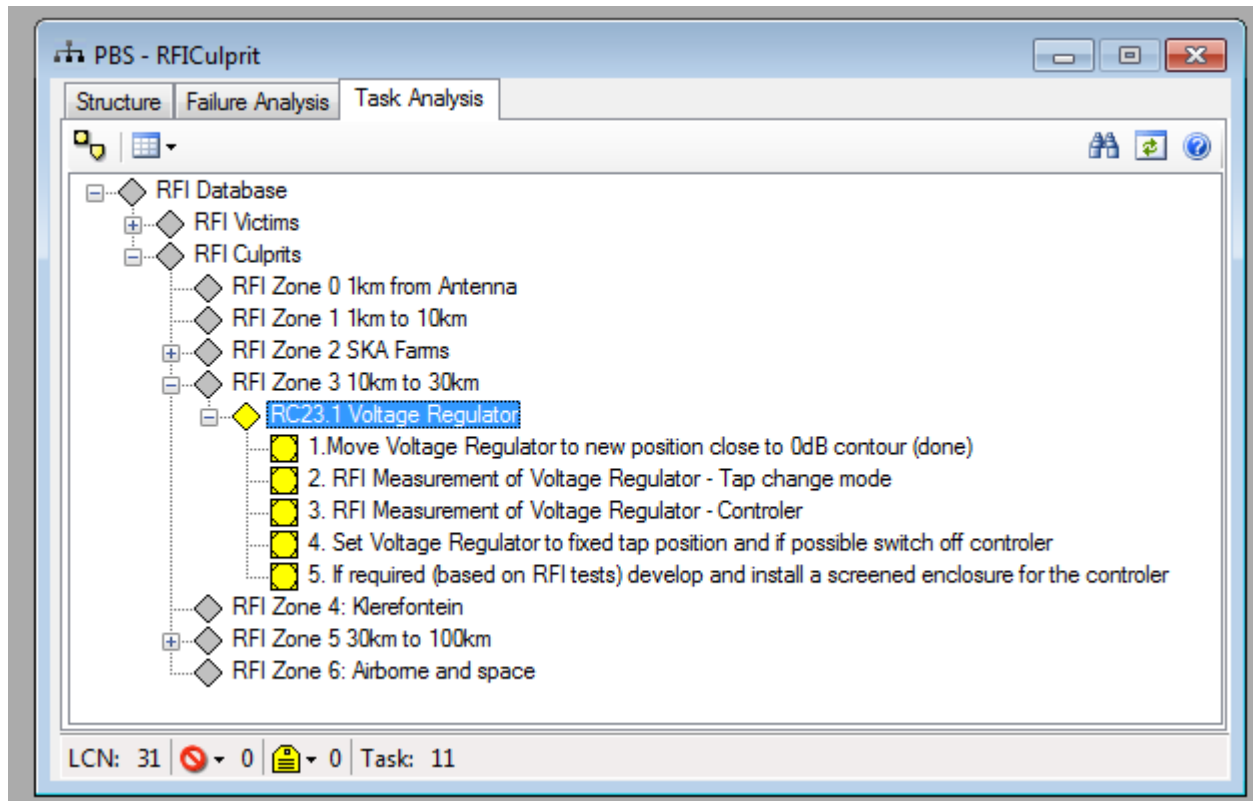 PBS - RFICulprit
Structure Failure Analysis Task Analysis
RFI Database
RFI Victims
RFI Culprits
RFI Zone 0 1km from Antenna
RFI Zone 1 1km to 10km
RFI Zone 2 SKA Farms
RFI Zone 3 10km to 30km
RC23.1 Voltage Regulator
1.Move Voltage Regulator to new position close to 0dB contour (done)
2. RFI Measurement of Voltage Regulator - Tap change mode
3. RFI Measurement of Voltage Regulator - Controler
4. Set Voltage Regulator to fixed tap position and if possible switch off controler
5. If required (based on RFI tests) develop and install a screened enclosure for the controler
RFI Zone 4: Klerefontein
RFI Zone 5 30km to 100km
RFI Zone 6: Airborne and space
LCN: 31 0 0 Task: 11